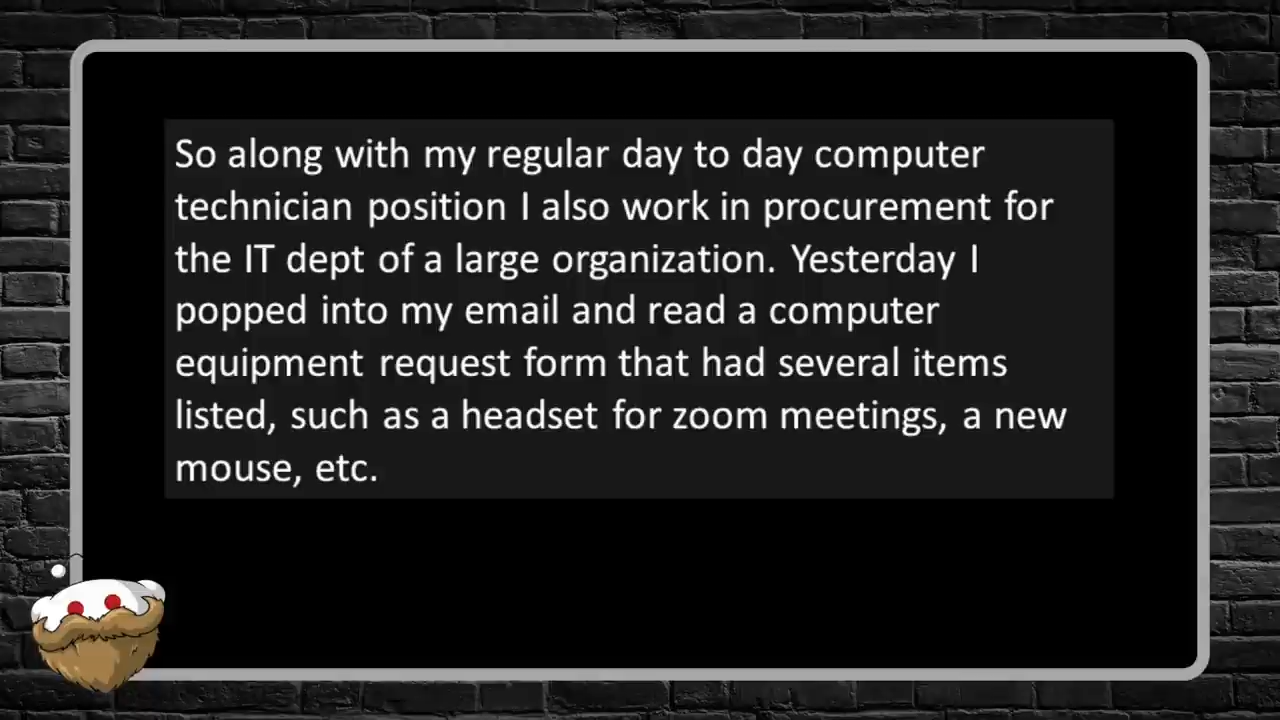 So along with my regular day to day computer
technician position I also work in procurement for
the IT dept of a large organization. Yesterday I
popped into my email and read a computer
equipment request form that had several items
listed, such as a headset for zoom meetings, a new
mouse, etc.